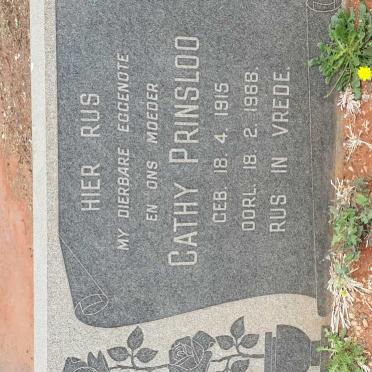 HIER RUS
MY DIERBARE EGGENOTE
EN ONS MOEDER
CATHY PRINSLOO
GEB. 18. 4. 1915
OORL. 18. 2. 1968.
RUS IN VREDE.